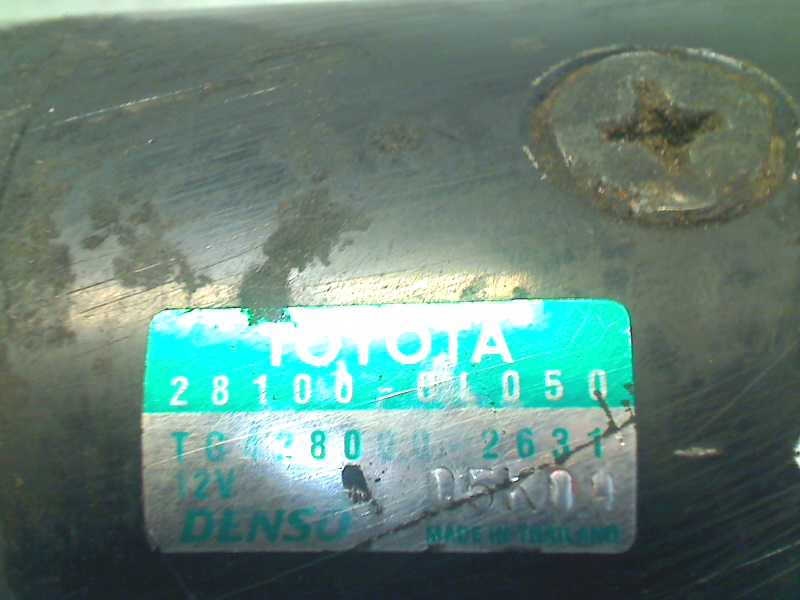 TOYOTA
28100-0L050
TG428000-2631
12V
DENSO
MADE IN THAILAND